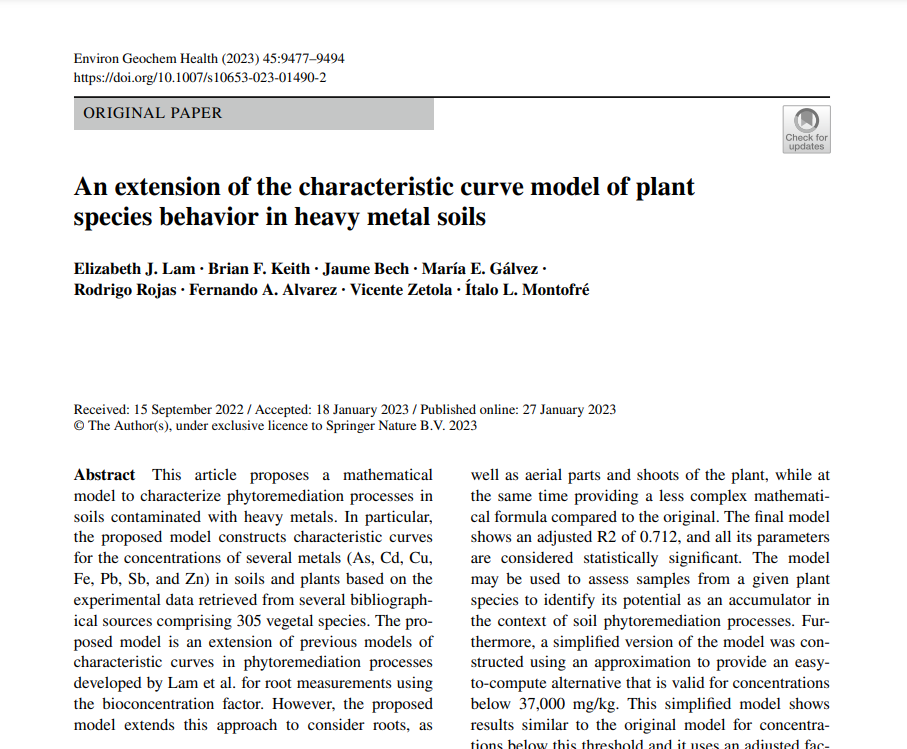 Environ Geochem Health (2023) 45:9477–9494
https://doi.org/10.1007/s10653-023-01490-2
ORIGINAL PAPER
Check for
updates
An extension of the characteristic curve model of plant
species behavior in heavy metal soils
Elizabeth J. Lam · Brian F. Keith · Jaume Bech · María E. Gálvez ·
Rodrigo Rojas · Fernando A. Alvarez · Vicente Zetola · Ítalo L. Montofré
Received: 15 September 2022 / Accepted: 18 January 2023 / Published online: 27 January 2023
© The Author(s), under exclusive licence to Springer Nature B.V. 2023
Abstract This article proposes a mathematical
model to characterize phytoremediation processes in
soils contaminated with heavy metals. In particular,
the proposed model constructs characteristic curves
for the concentrations of several metals (As, Cd, Cu,
Fe, Pb, Sb, and Zn) in soils and plants based on the
experimental data retrieved from several bibliograph-
ical sources comprising 305 vegetal species. The pro-
posed model is an extension of previous models of
characteristic curves in phytoremediation processes
developed by Lam et al. for root measurements using
the bioconcentration factor. However, the proposed
model extends this approach to consider roots, as
well as aerial parts and shoots of the plant, while at
the same time providing a less complex mathemati-
cal formula compared to the original. The final model
shows an adjusted R2 of 0.712, and all its parameters
are considered statistically significant. The model
may be used to assess samples from a given plant
species to identify its potential as an accumulator in
the context of soil phytoremediation processes. Fur-
thermore, a simplified version of the model was con-
structed using an approximation to provide an easy-
to-compute alternative that is valid for concentrations
below 37,000 mg/kg. This simplified model shows
results similar to the original model for concentra-
tions below this threshold and it uses an adjusted fac-